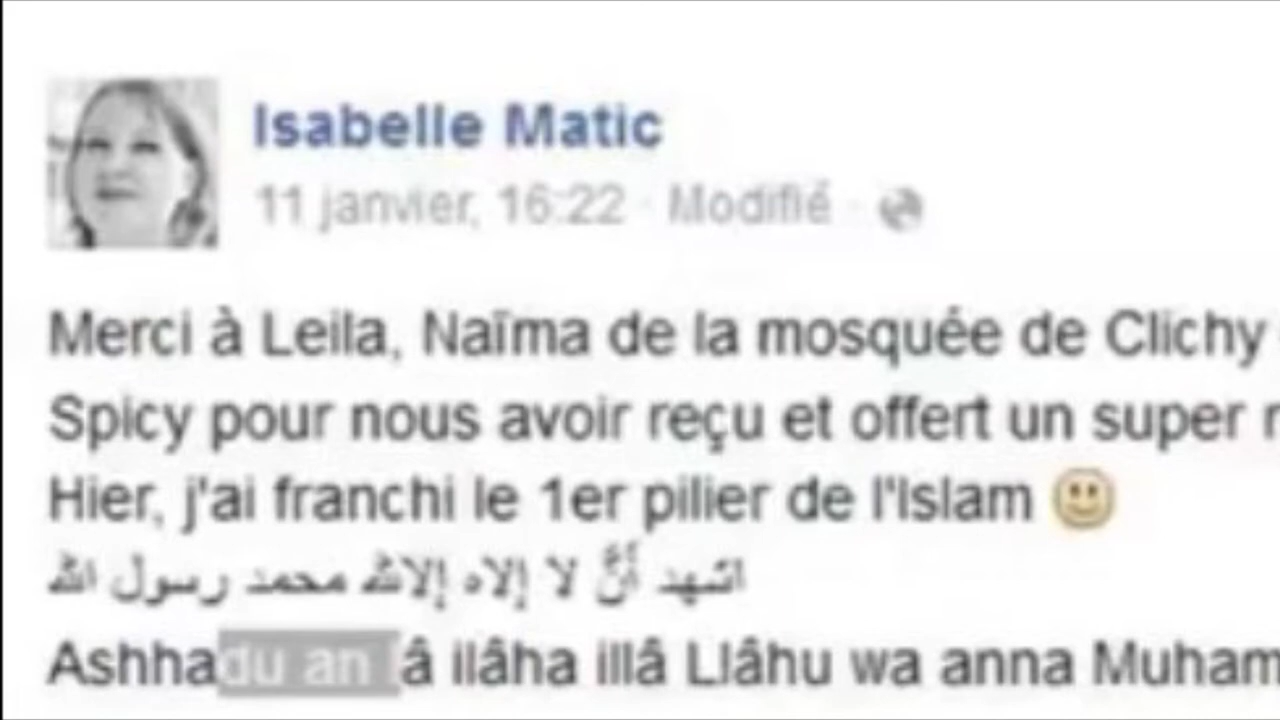 Isabelle Matic
11 janvier, 16:22 · Modifié ·
Merci à Leila, Naïma de la mosquée de Clichy
Spicy pour nous avoir reçu et offert un super
Hier, j'ai franchi le 1er pilier de l'Islam
اشهد أنَّ لا إلاه إلالله محمد رسول الله
Ashhadu an â ilâha illâ Llâhu wa anna Muham